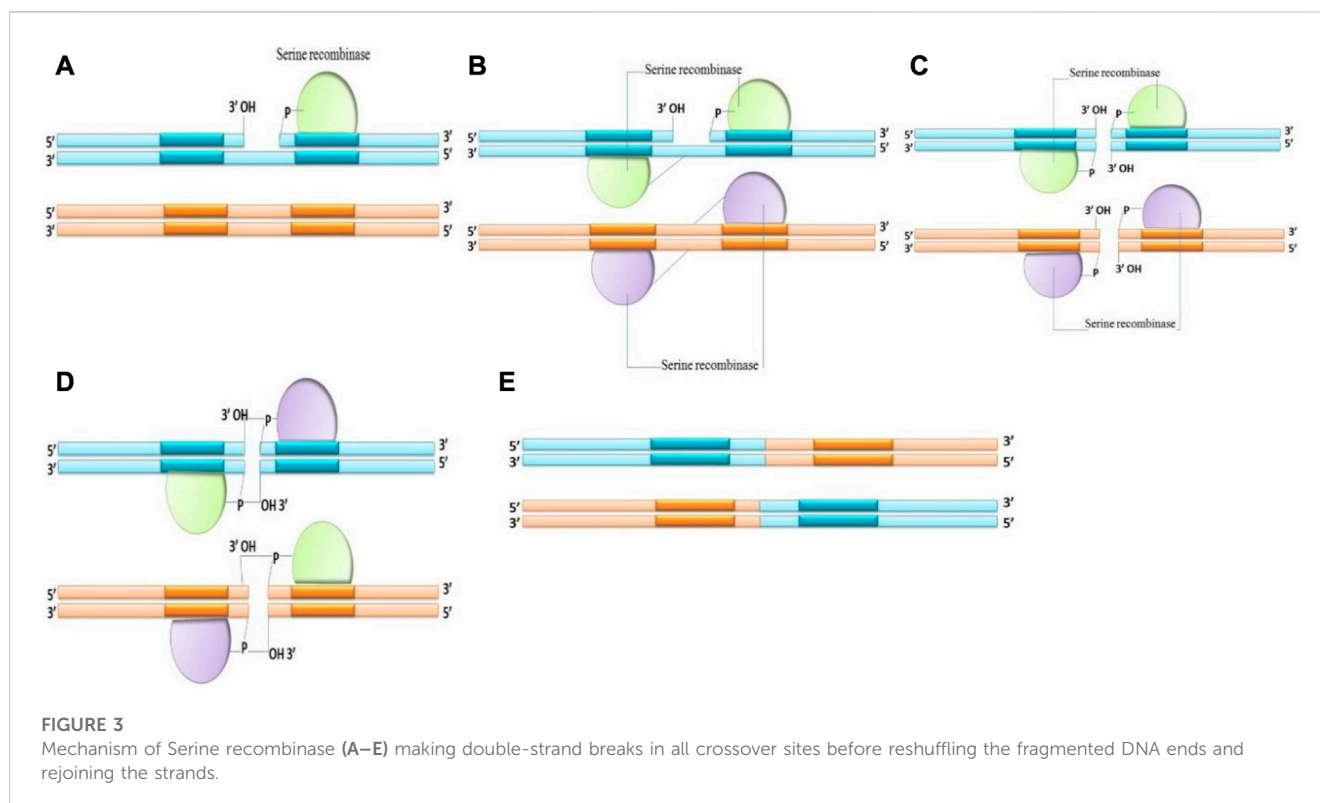 A
Serine recombinase
3' OH
P
5'
3'
3'
5'
5'
3'
3'
5'
B
Serine recombinase
3' OH
P
5'
3'
3'
5'
5'
3'
3'
5'
Serine recombinase
C
Serine recombinase
3' OH
P
5'
3'
3'
5'
P
3' OH
3' OH
P
5'
3'
3'
5'
P
3' OH
Serine recombinase
D
3' OH
P
5'
3'
3'
5'
P
OH 3'
3' OH
P
5'
3'
3'
5'
P
OH 3'
E
5'
3'
3'
5'
5'
3'
3'
5'
FIGURE 3
Mechanism of Serine recombinase (A–E) making double-strand breaks in all crossover sites before reshuffling the fragmented DNA ends and
rejoining the strands.